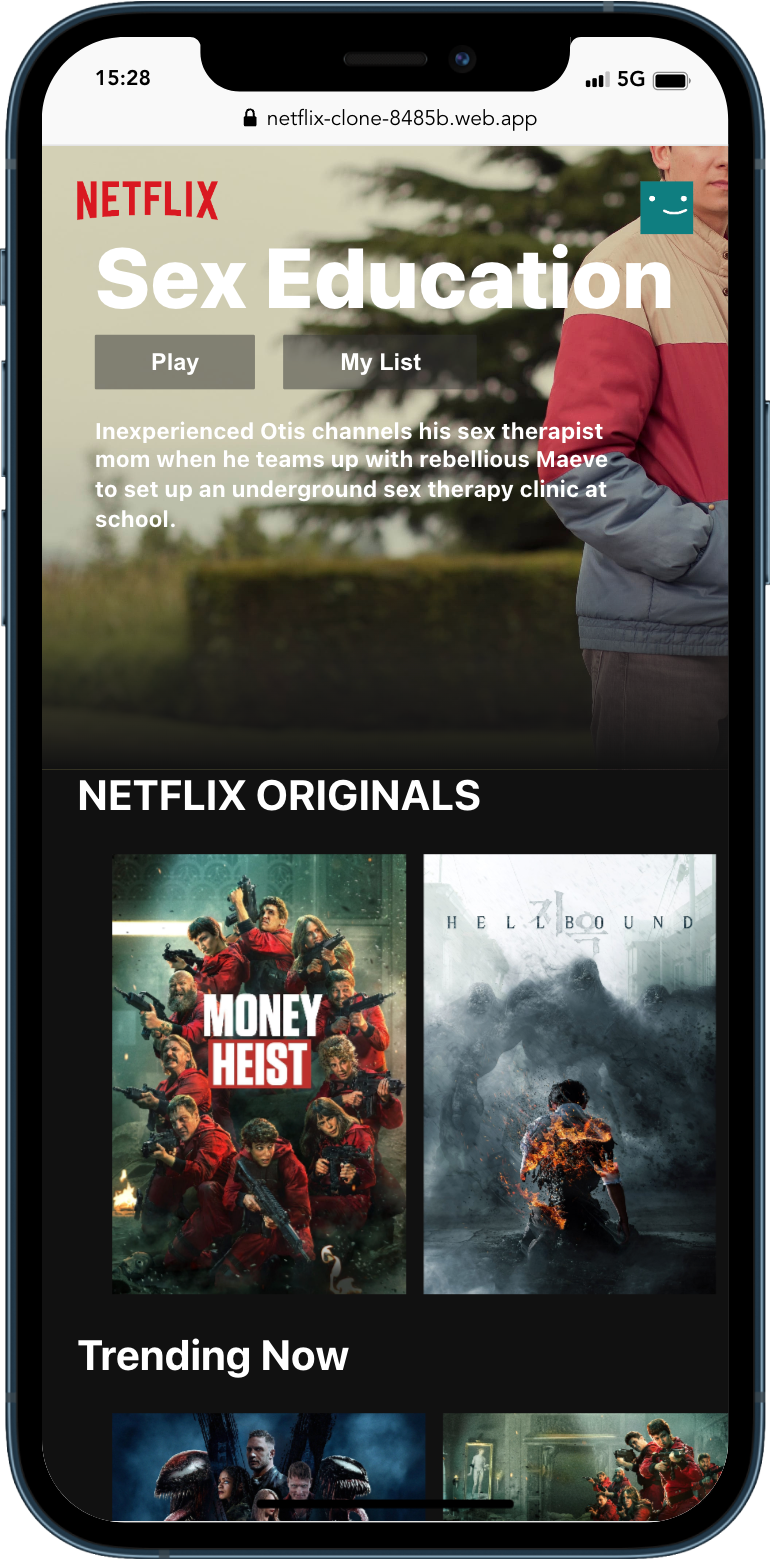 15:28
5G
netflix-clone-8485b.web.app
NETFLIX
Sex Education
Play
My List
Inexperienced Otis channels his sex therapist
mom when he teams up with rebellious Maeve
to set up an underground sex therapy clinic at
school.
NETFLIX ORIGINALS
MONEY
HEIST
지옥
HELLBOUND
Trending Now